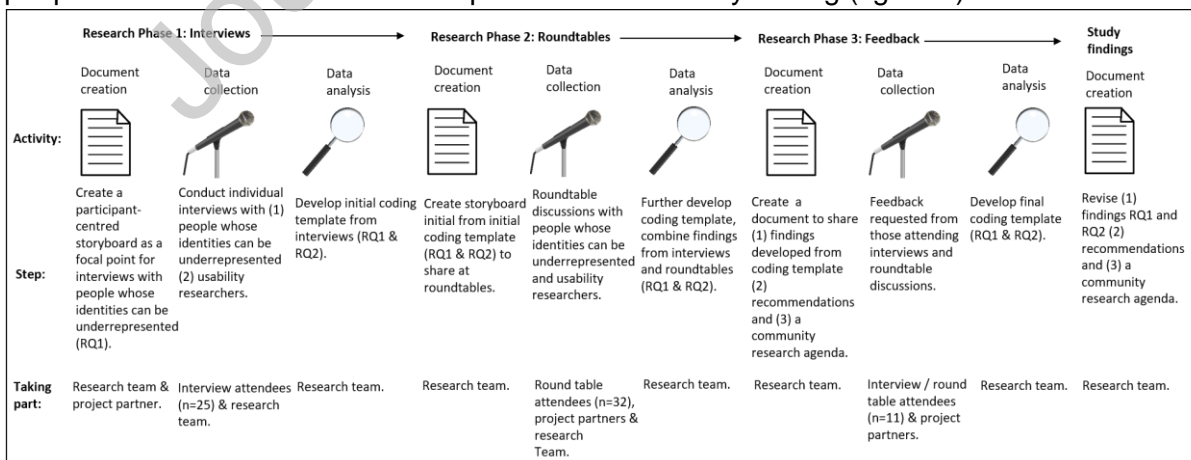 Research Phase 1: Interviews
Research Phase 2: Roundtables
Research Phase 3: Feedback
Study
findings
Document
creation
Data
collection
Data
analysis
Document
creation
Data
collection
Data
analysis
Document
creation
Data
collection
Data
analysis
Document
creation
Activity:
Step:
Create a
participant-
centred
storyboard as a
focal point for
interviews with
people whose
identities can be
underrepresented
(RQ1).
Conduct individual
interviews with (1)
people whose
identities can be
underrepresented
(2) usability
researchers.
Develop initial coding
template from
interviews (RQ1 &
RQ2).
Create storyboard
initial from initial
coding template
(RQ1 & RQ2) to
share at
roundtables.
Roundtable
discussions with
people whose
identities can be
underrepresented
and usability
researchers.
Further develop
coding template,
combine findings
from interviews
and roundtables
(RQ1 & RQ2).
Create a
document to share
(1) findings
developed from
coding template
(2)
recommendations
and (3) a
community
research agenda.
Feedback
requested from
those attending
interviews and
roundtable
discussions.
Develop final
coding template
(RQ1 & RQ2).
Revise (1)
findings RQ1 and
RQ2 (2)
recommendations
and (3) a
community
research agenda.
Taking
part:
Research team &
project partner.
Interview attendees
(n=25) & research
team.
Research team.
Research team.
Round table
attendees (n=32),
project partners &
research
Team.
Research team.
Research team.
Interview / round
table attendees
(n=11) & project
partners.
Research team.
Research team.